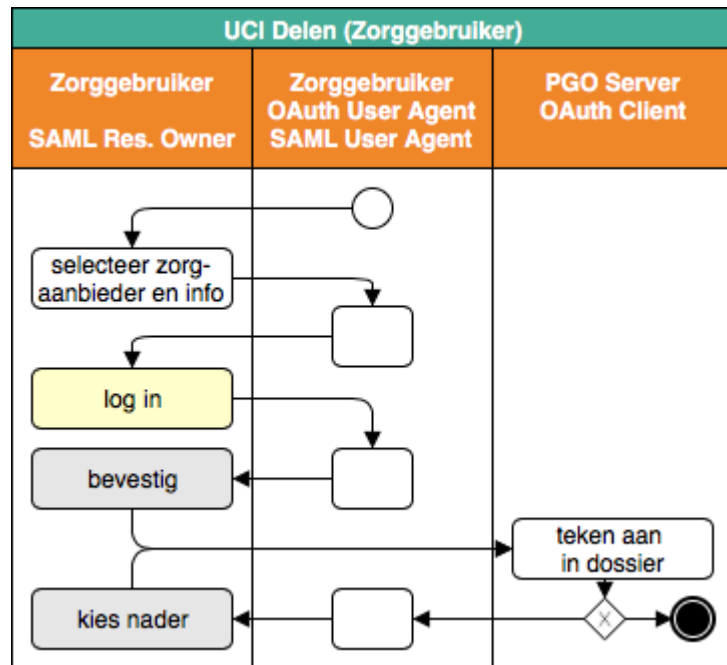 UCI Delen (Zorggebruiker)
Zorggebruiker
SAML Res. Owner
Zorggebruiker
OAuth User Agent
SAML User Agent
PGO Server
OAuth Client
selecteer zorg-
aanbieder en info
log in
bevestig
teken aan
in dossier
kies nader
X